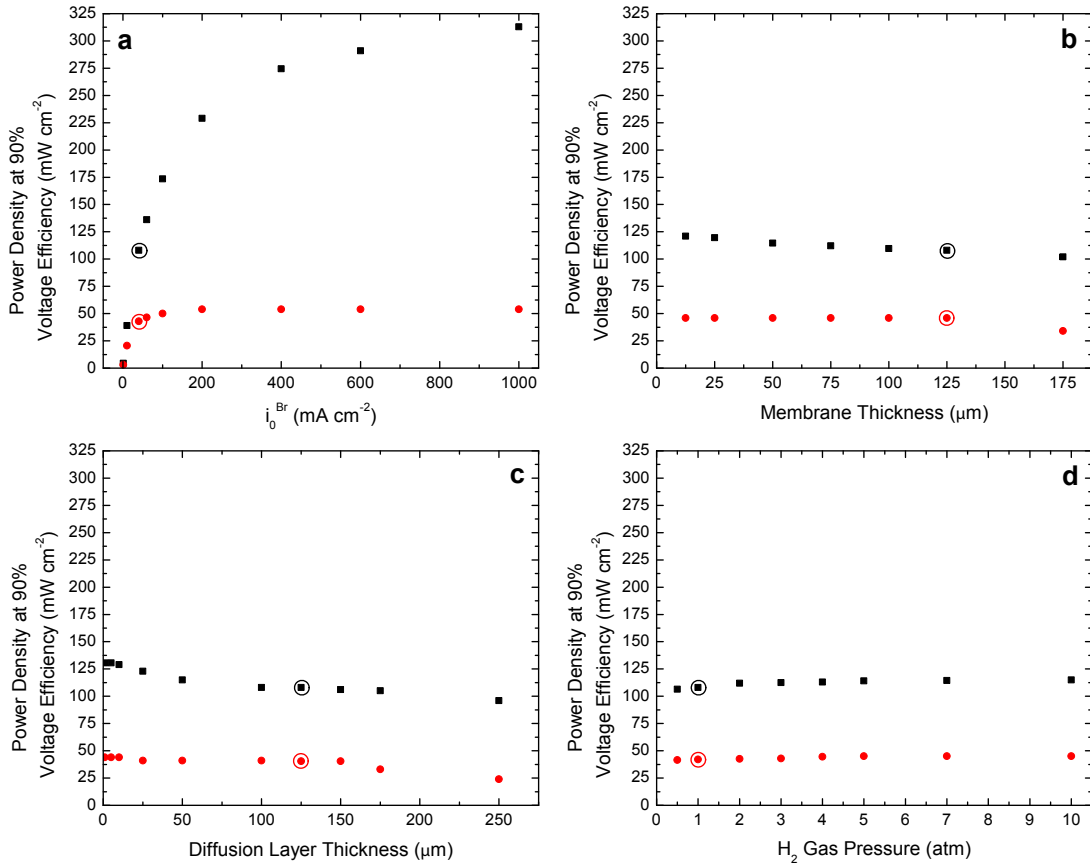 a
325
300
275
250
225
200
175
150
125
100
75
50
25
0
0 200 400 600 800 1000
Power Density at 90%
Voltage Efficiency (mW cm⁻²)
i₀ᴮʳ (mA cm⁻²)
b
325
300
275
250
225
200
175
150
125
100
75
50
25
0
0 25 50 75 100 125 150 175
Power Density at 90%
Voltage Efficiency (mW cm⁻²)
Membrane Thickness (μm)
c
325
300
275
250
225
200
175
150
125
100
75
50
25
0
0 50 100 150 200 250
Power Density at 90%
Voltage Efficiency (mW cm⁻²)
Diffusion Layer Thickness (μm)
d
325
300
275
250
225
200
175
150
125
100
75
50
25
0
0 1 2 3 4 5 6 7 8 9 10
Power Density at 90%
Voltage Efficiency (mW cm⁻²)
H₂ Gas Pressure (atm)